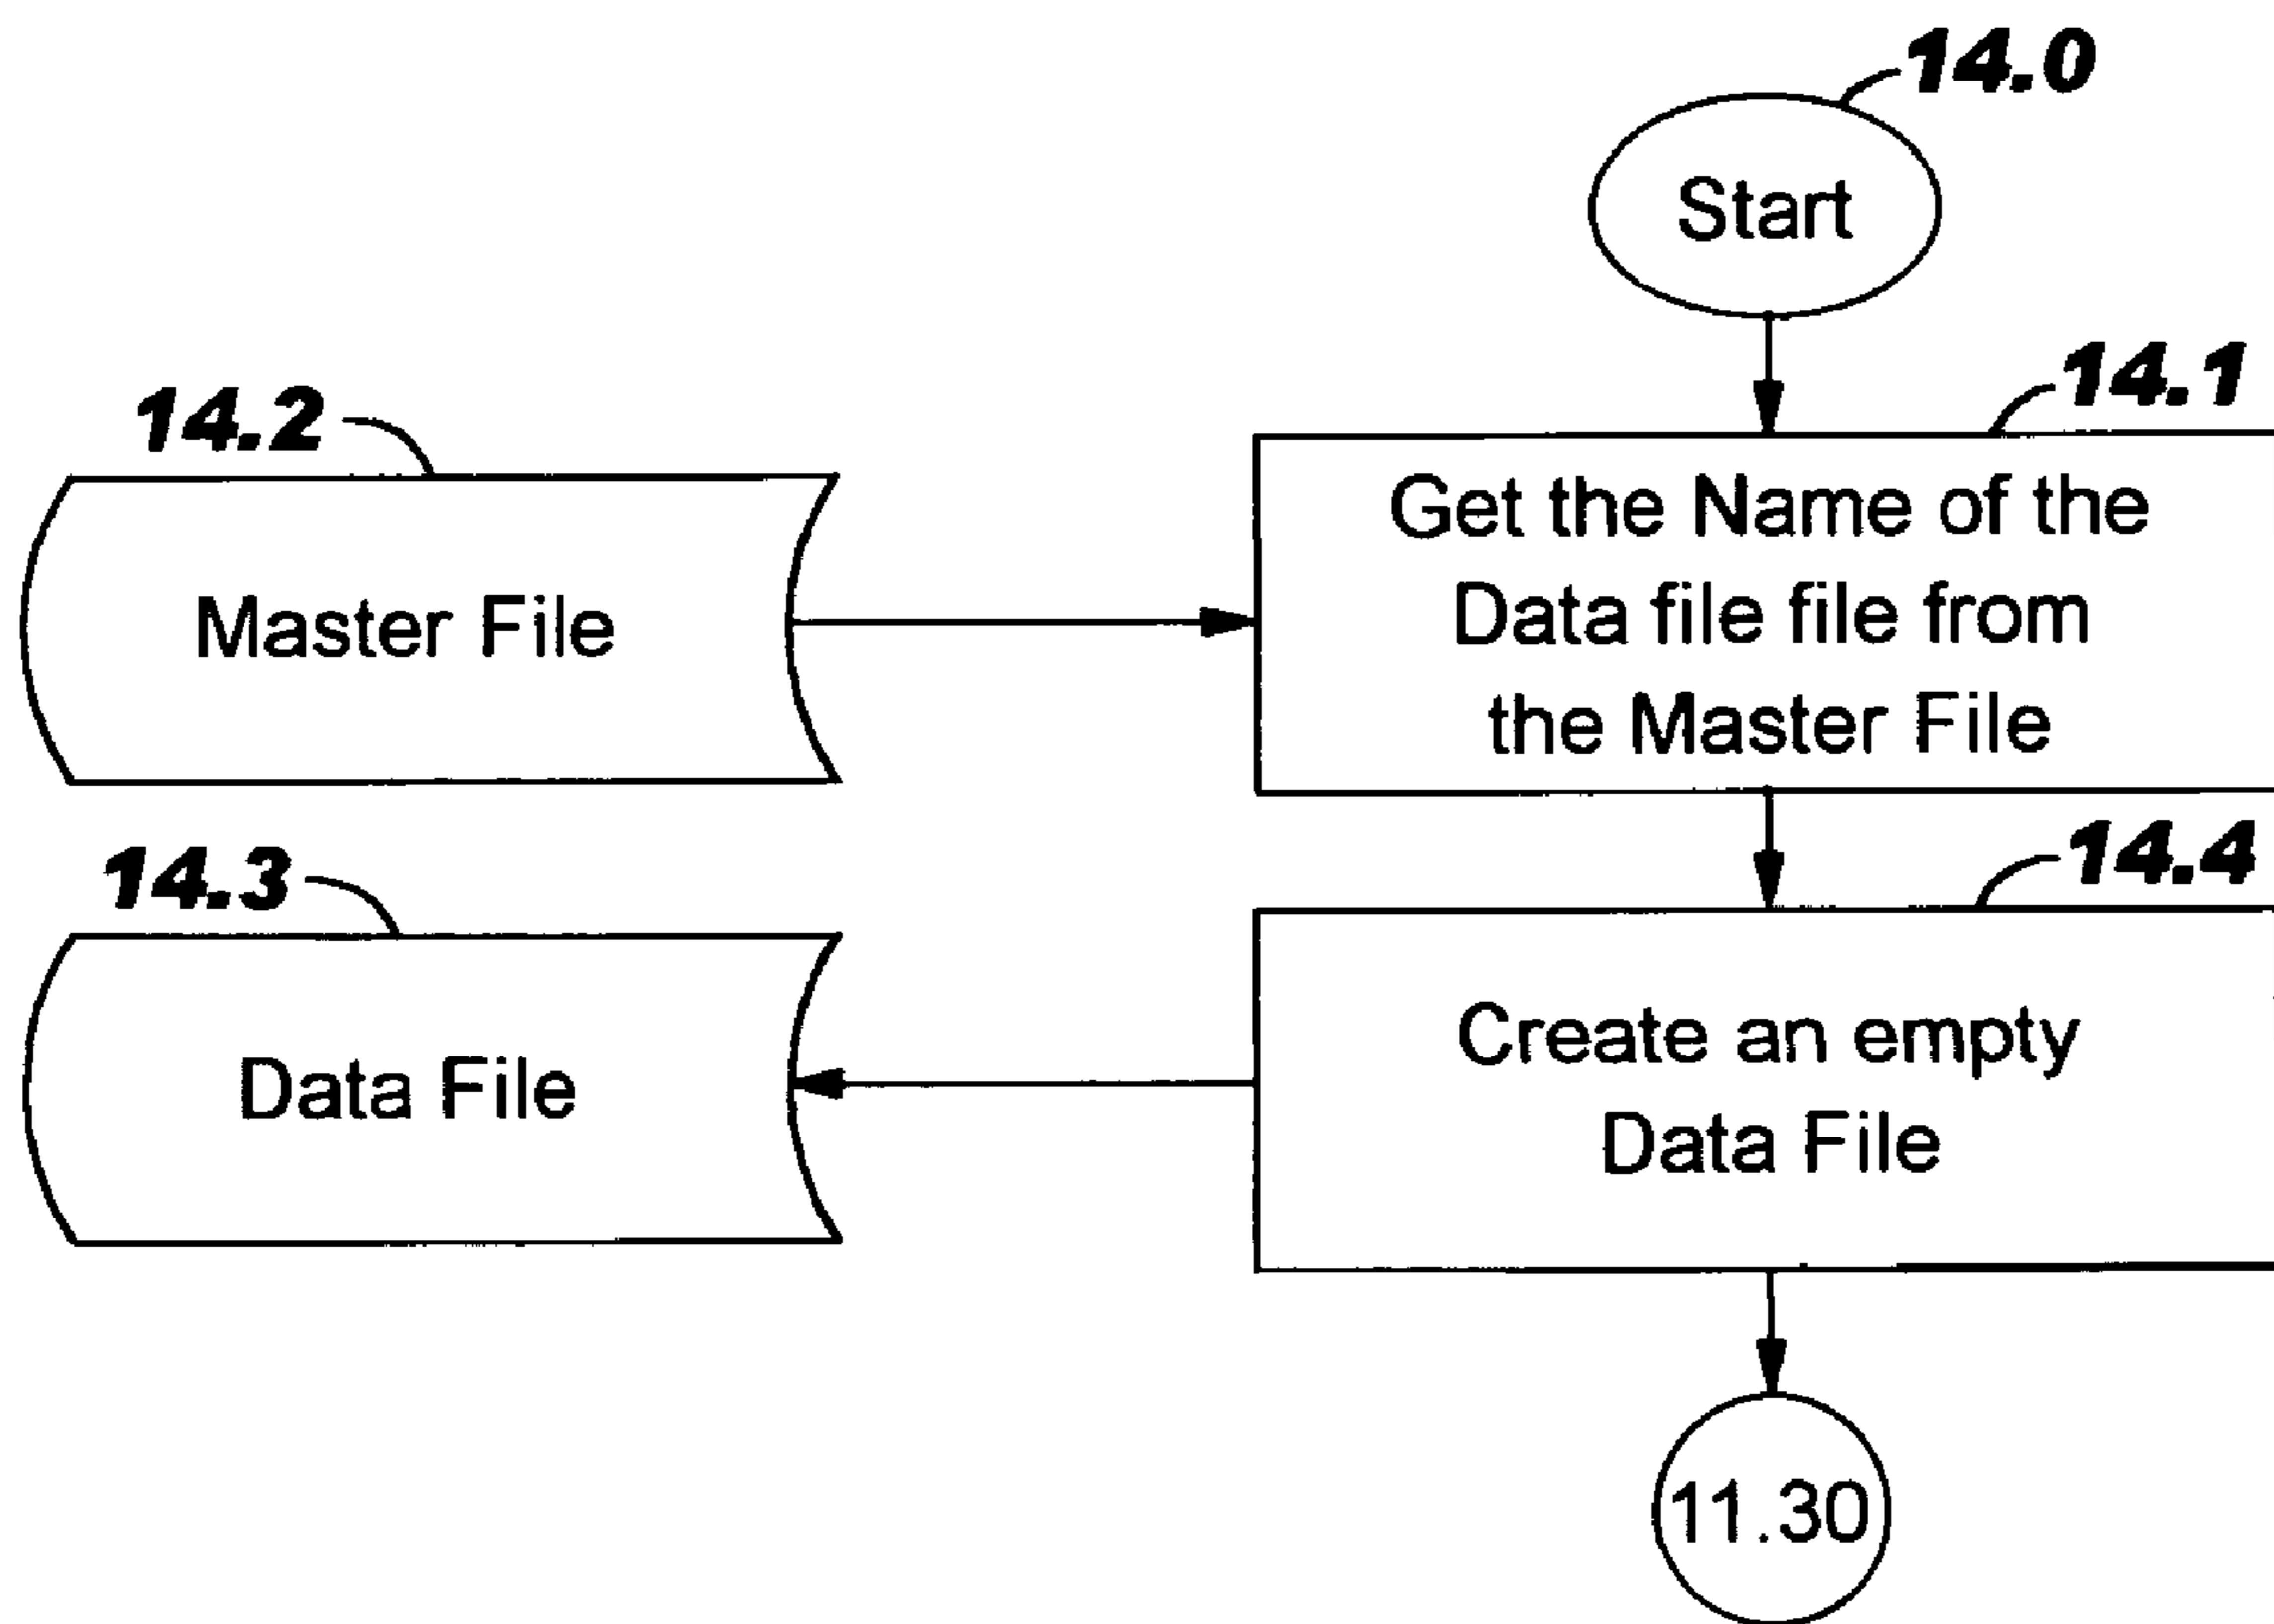 14.0
Start
14.1
14.2
Get the Name of the
Data file file from
the Master File
Master File
14.4
14.3
Create an empty
Data File
Data File
11.30